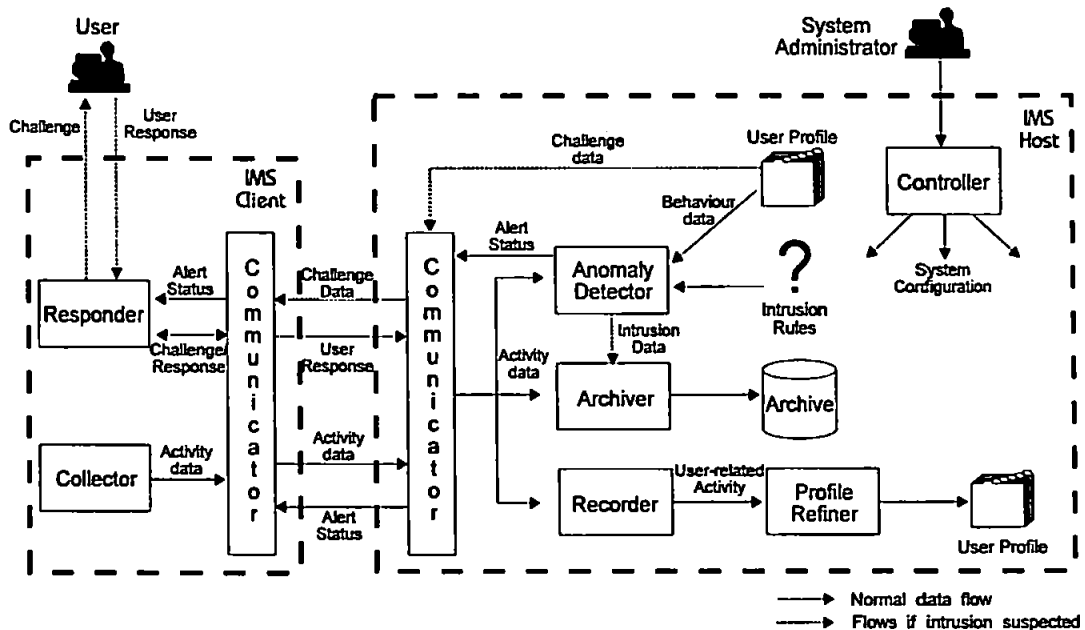 User
System
Administrator
Challenge
User
Response
IMS
Client
Responder
Alert
Status
Challenge/
Response
Collector
Activity
data
Communicator
Challenge
Data
User
Response
Activity
data
Alert
Status
IMS
Host
Communicator
Challenge
data
User Profile
Behaviour
data
Alert
Status
Anomaly
Detector
?
Intrusion
Rules
Controller
System
Configuration
Intrusion
Data
Activity
data
Archiver
Archive
Recorder
User-related
Activity
Profile
Refiner
User Profile
Normal data flow
Flows if intrusion suspected